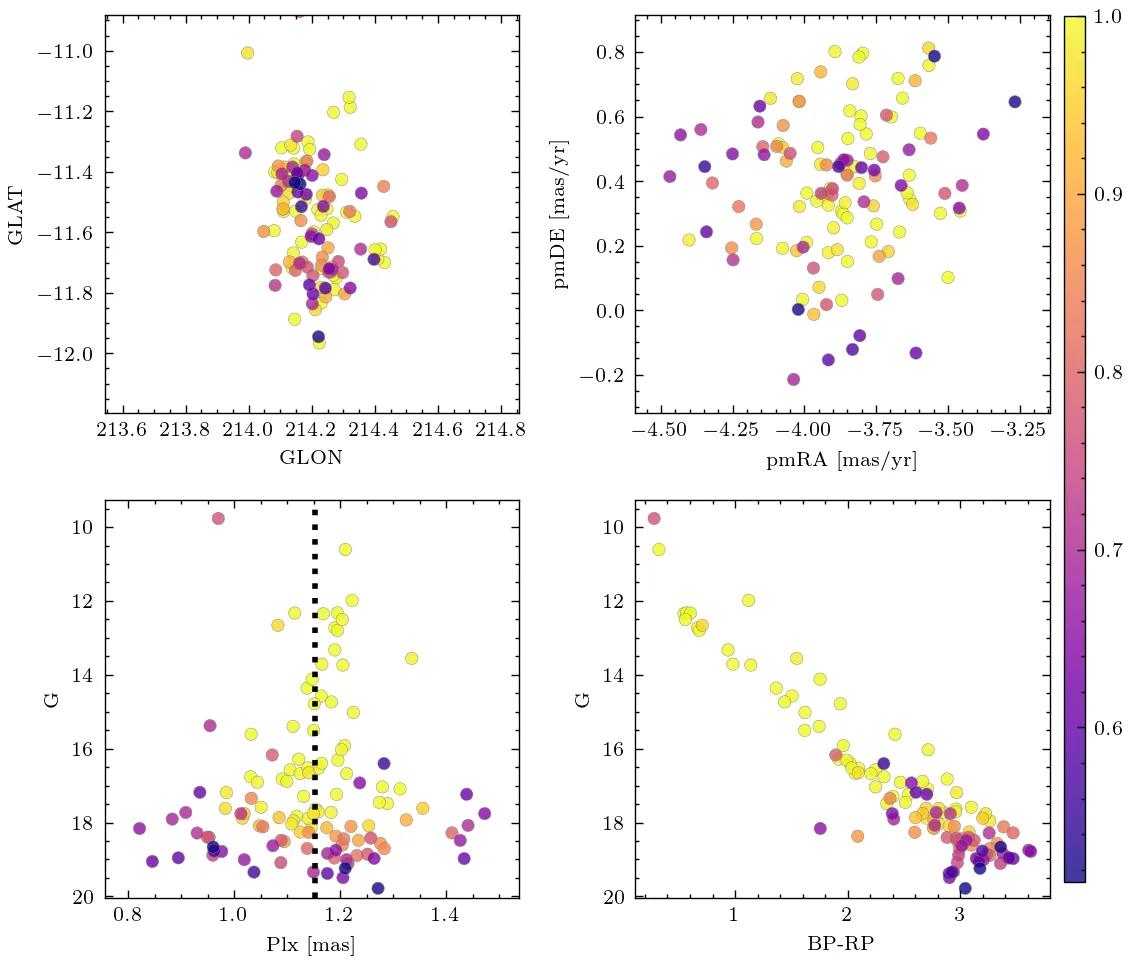 −11.0
−11.2
−11.4
−11.6
−11.8
−12.0
GLAT
213.6 213.8 214.0 214.2 214.4 214.6 214.8
GLON
0.8
0.6
0.4
0.2
0.0
−0.2
pmDE [mas/yr]
−4.50 −4.25 −4.00 −3.75 −3.50 −3.25
pmRA [mas/yr]
1.0
0.9
0.8
0.7
0.6
10
12
14
16
18
20
G
0.8 1.0 1.2 1.4
Plx [mas]
10
12
14
16
18
20
G
1 2 3
BP-RP